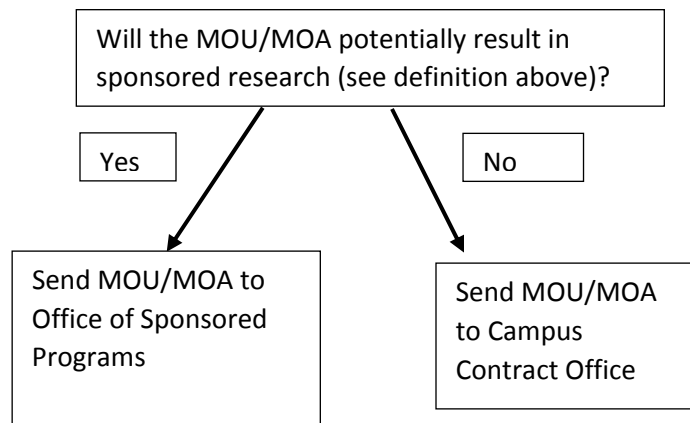 Will the MOU/MOA potentially result in
sponsored research (see definition above)?
Yes
No
Send MOU/MOA to
Office of Sponsored
Programs
Send MOU/MOA
to Campus
Contract Office